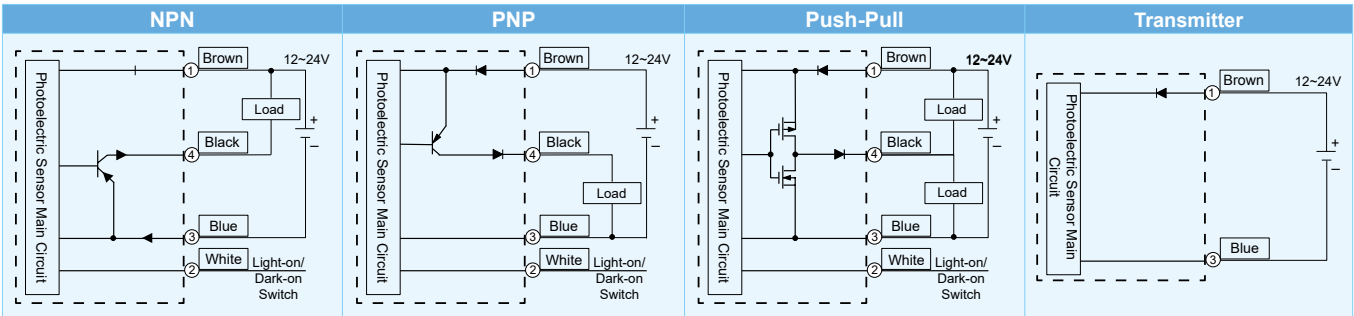 NPN
Photoelectric Sensor Main Circuit
1
Brown
12~24V
Load
+
–
4
Black
3
Blue
2
White
Light-on/
Dark-on
Switch
PNP
Photoelectric Sensor Main Circuit
1
Brown
12~24V
+
–
4
Black
Load
3
Blue
2
White
Light-on/
Dark-on
Switch
Push-Pull
Photoelectric Sensor Main Circuit
1
Brown
12~24V
Load
+
–
4
Black
Load
3
Blue
2
White
Light-on/
Dark-on
Switch
Transmitter
Photoelectric Sensor Main
Circuit
1
Brown
12~24V
+
–
3
Blue